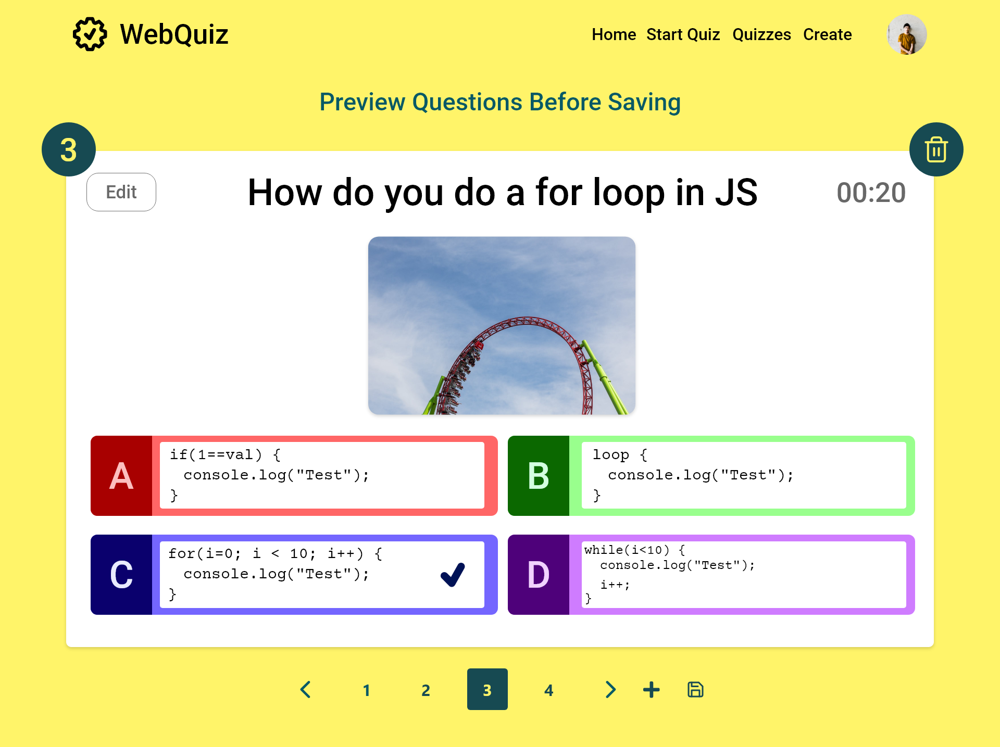 WebQuiz
Home Start Quiz Quizzes Create
Preview Questions Before Saving
3
Edit
How do you do a for loop in JS
00:20
A
if(1==val) {
  console.log("Test");
}
B
loop {
  console.log("Test");
}
C
for(i=0; i < 10; i++) {
  console.log("Test");
}
D
while(i<10) {
  console.log("Test");
  i++;
}
1 2 3 4